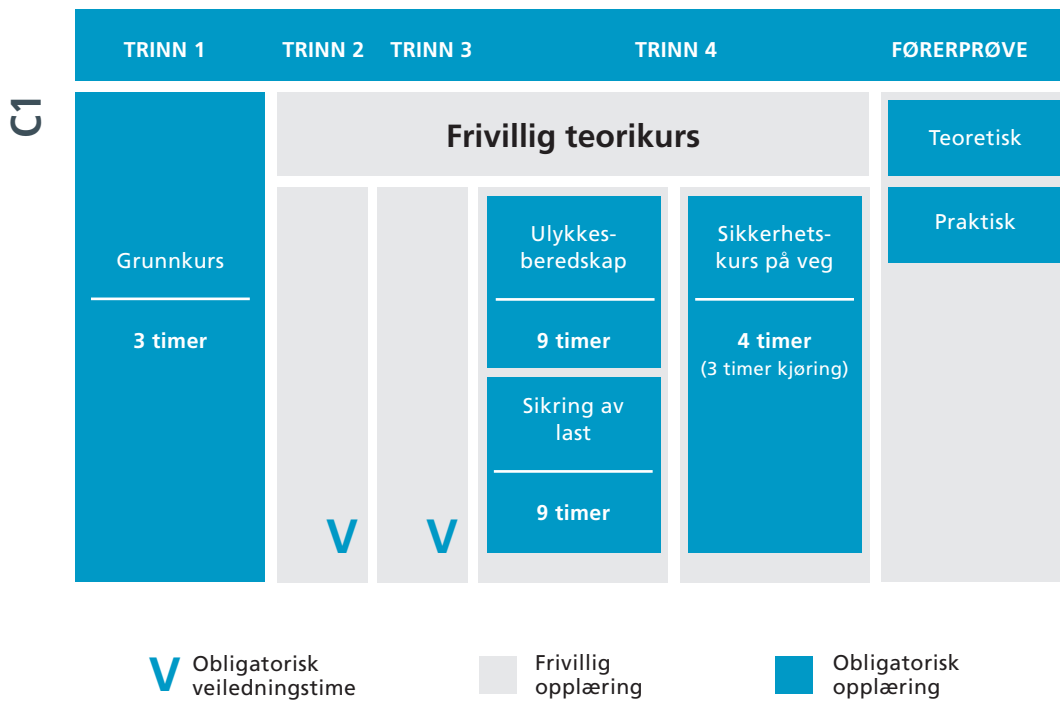 C1
TRINN 1
TRINN 2
TRINN 3
TRINN 4
FØRERPRØVE
Grunnkurs
3 timer
Frivillig teorikurs
V
V
Ulykkes-
beredskap
9 timer
Sikring av
last
9 timer
Sikkerhets-
kurs på veg
4 timer
(3 timer kjøring)
Teoretisk
Praktisk
V Obligatorisk
veiledningstime
Frivillig
opplæring
Obligatorisk
opplæring